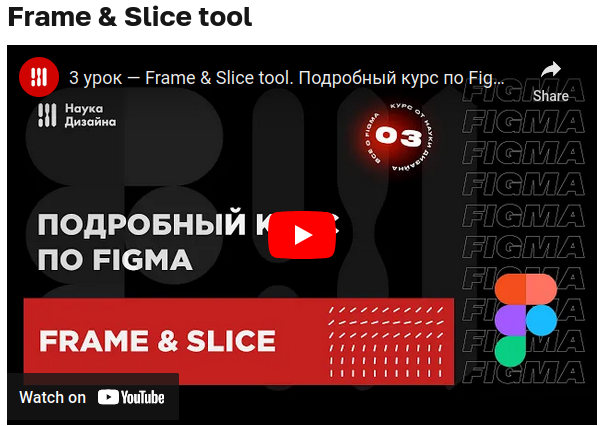 Frame & Slice tool
3 урок — Frame & Slice tool. Подробный курс по Fig...
Share
Наука
Дизайна
КУРС ОТ НАУКИ ДИЗАЙНА
ВСЕ О FIGMA
03
ПОДРОБНЫЙ К С
ПО FIGMA
FRAME & SLICE
FIGMA
FIGMA
FIGMA
FIGMA
FIGMA
FIGMA
FIGMA
FIGMA
FIGMA
FIGMA
Watch on YouTube